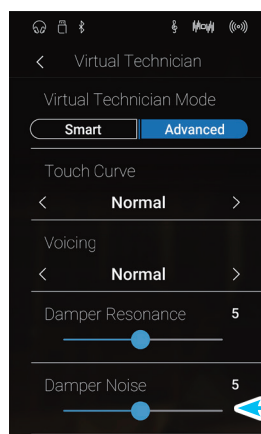 Virtual Technician
Virtual Technician Mode
Smart Advanced
Touch Curve
Normal
Voicing
Normal
Damper Resonance 5
Damper Noise 5